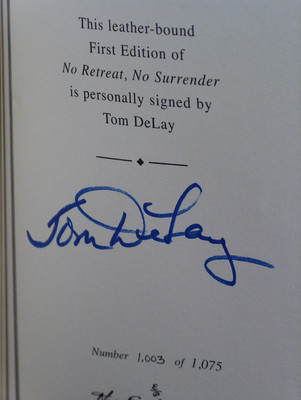 This leather-bound
First Edition of
No Retreat, No Surrender
is personally signed by
Tom DeLay
Tom DeLay
Number 1,003 of 1,075